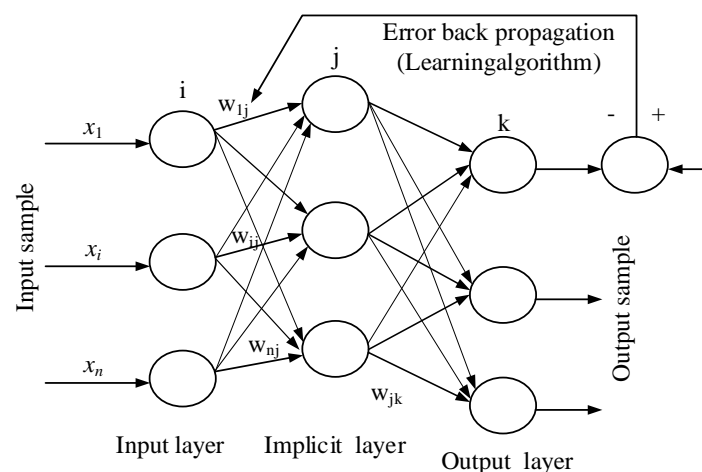 Error back propagation
(Learningalgorithm)
i
j
k
w1j
- +
x1
Input sample
wij
xi
Output sample
wnj
xn
wjk
Input layer
Implicit layer
Output layer